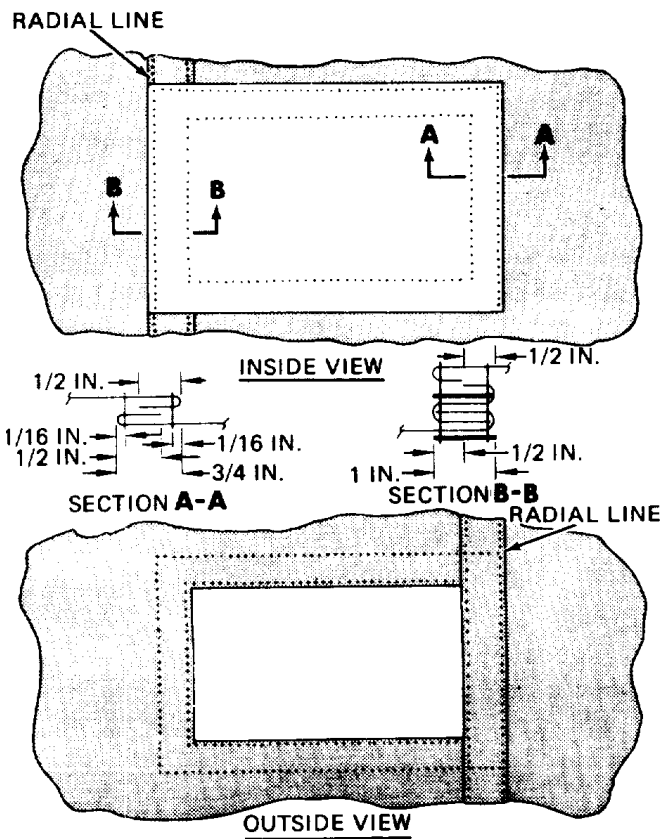 RADIAL LINE
A A
B B
INSIDE VIEW
1/2 IN.
1/2 IN.
1/16 IN.
1/16 IN.
1/2 IN.
3/4 IN.
1/2 IN.
1 IN.
SECTION A-A
SECTION B-B
RADIAL LINE
OUTSIDE VIEW